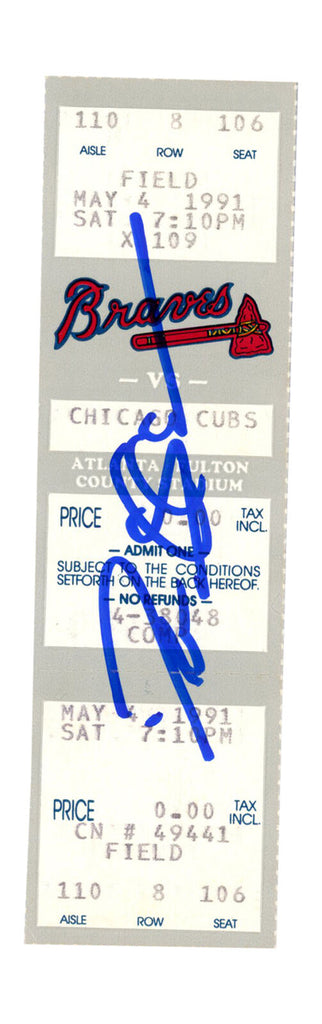 110 8 106
AISLE ROW SEAT
FIELD
MAY 4 1991
SAT 7:10PM
X 109
Braves
— VS —
CHICAGO CUBS
ATLANTA FULTON
COUNTY STADIUM
PRICE 0.00 TAX
INCL.
— ADMIT ONE —
SUBJECT TO THE CONDITIONS
SETFORTH ON THE BACK HEREOF.
— NO REFUNDS —
COMP
MAY 4 1991
SAT 7:10PM
PRICE 0.00 TAX
INCL.
CN # 49441
FIELD
110 8 106
AISLE ROW SEAT